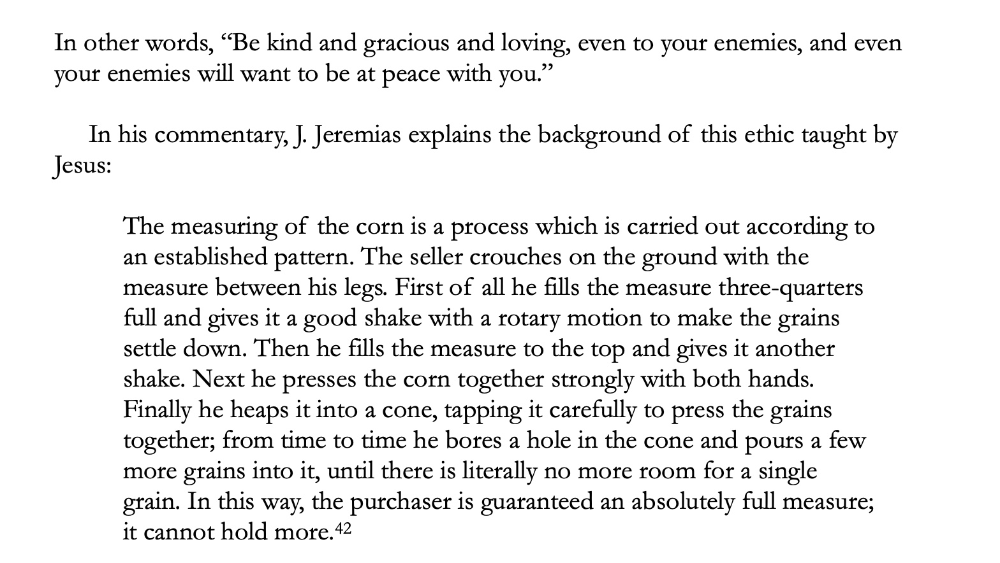 In other words, “Be kind and gracious and loving, even to your enemies, and even
your enemies will want to be at peace with you.”
In his commentary, J. Jeremias explains the background of this ethic taught by
Jesus:
The measuring of the corn is a process which is carried out according to
an established pattern. The seller crouches on the ground with the
measure between his legs. First of all he fills the measure three-quarters
full and gives it a good shake with a rotary motion to make the grains
settle down. Then he fills the measure to the top and gives it another
shake. Next he presses the corn together strongly with both hands.
Finally he heaps it into a cone, tapping it carefully to press the grains
together; from time to time he bores a hole in the cone and pours a few
more grains into it, until there is literally no more room for a single
grain. In this way, the purchaser is guaranteed an absolutely full measure;
it cannot hold more.42